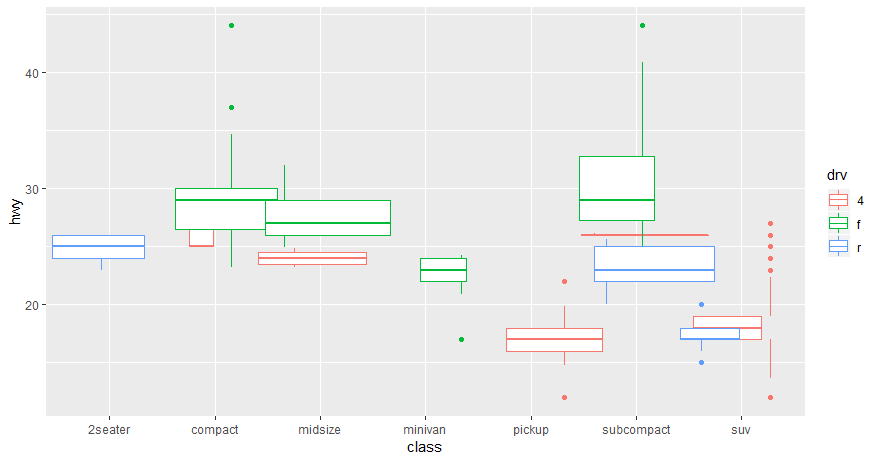 hwy
40
30
20
2seater compact midsize minivan pickup subcompact suv
class
drv
4
f
r